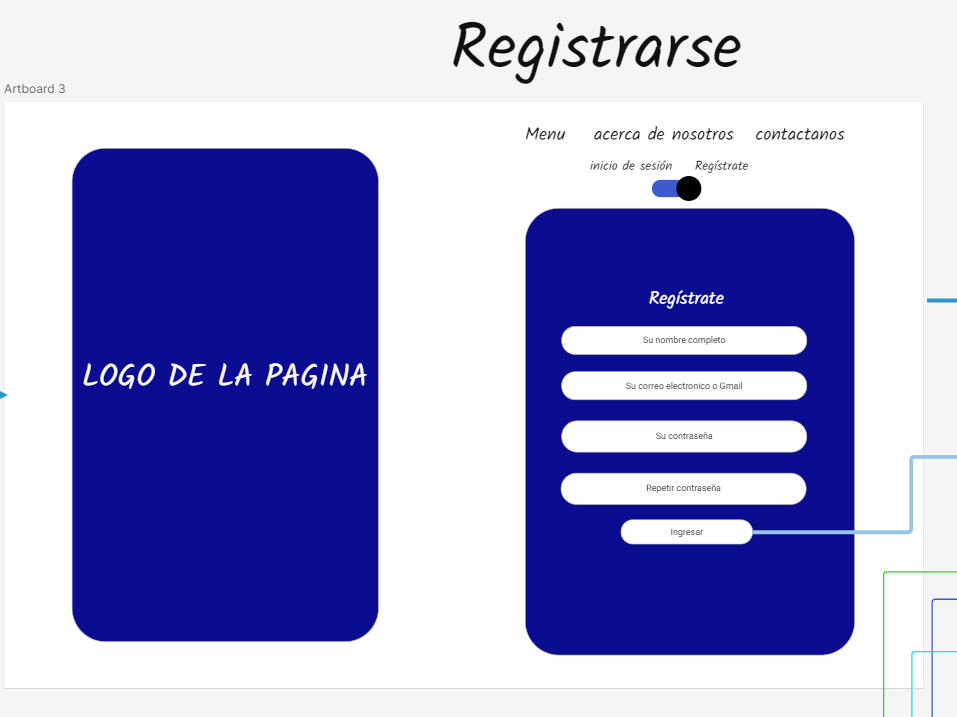 Registrarse
Artboard 3
Menu acerca de nosotros contactanos
inicio de sesión Regístrate
LOGO DE LA PAGINA
Regístrate
Su nombre completo
Su correo electronico o Gmail
Su contraseña
Repetir contraseña
Ingresar